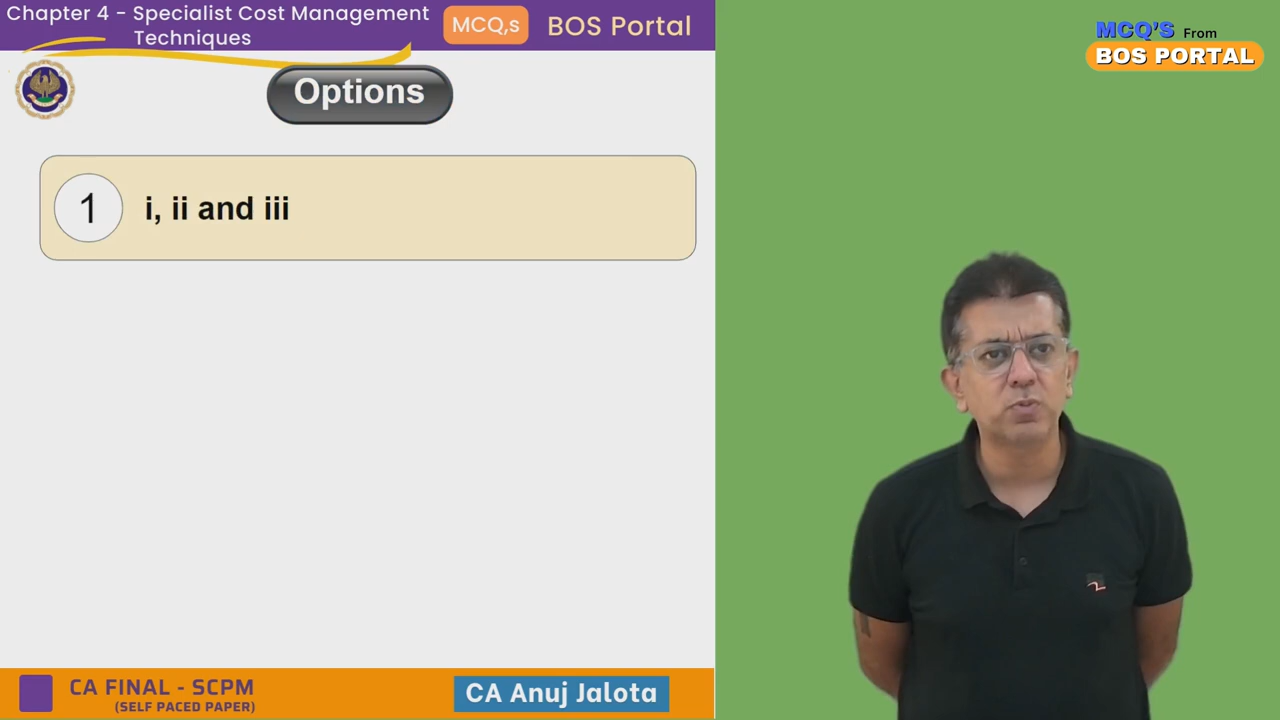 Chapter 4 - Specialist Cost Management
Techniques
MCQ,s
BOS Portal
MCQ'S From
BOS PORTAL
Options
1
i, ii and iii
CA FINAL - SCPM
(SELF PACED PAPER)
CA Anuj Jalota